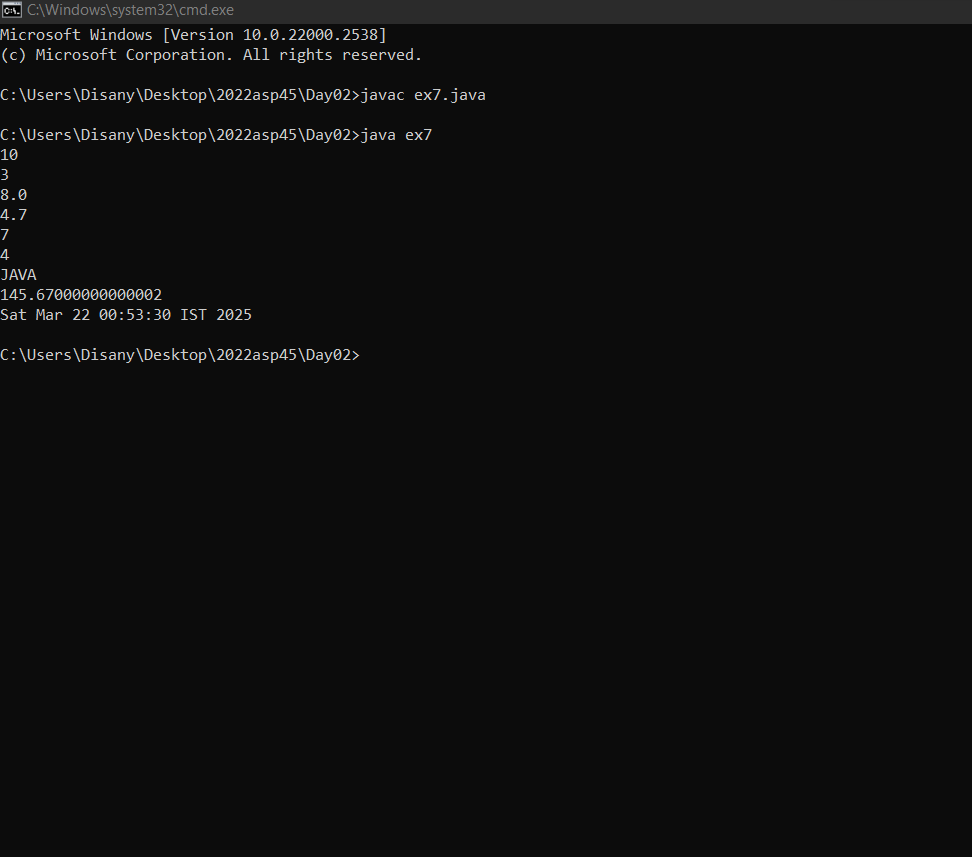 C:\Windows\system32\cmd.exe
Microsoft Windows [Version 10.0.22000.2538]
(c) Microsoft Corporation. All rights reserved.
C:\Users\Disany\Desktop\2022asp45\Day02>javac ex7.java
C:\Users\Disany\Desktop\2022asp45\Day02>java ex7
10
3
8.0
4.7
7
4
JAVA
145.67000000000002
Sat Mar 22 00:53:30 IST 2025
C:\Users\Disany\Desktop\2022asp45\Day02>